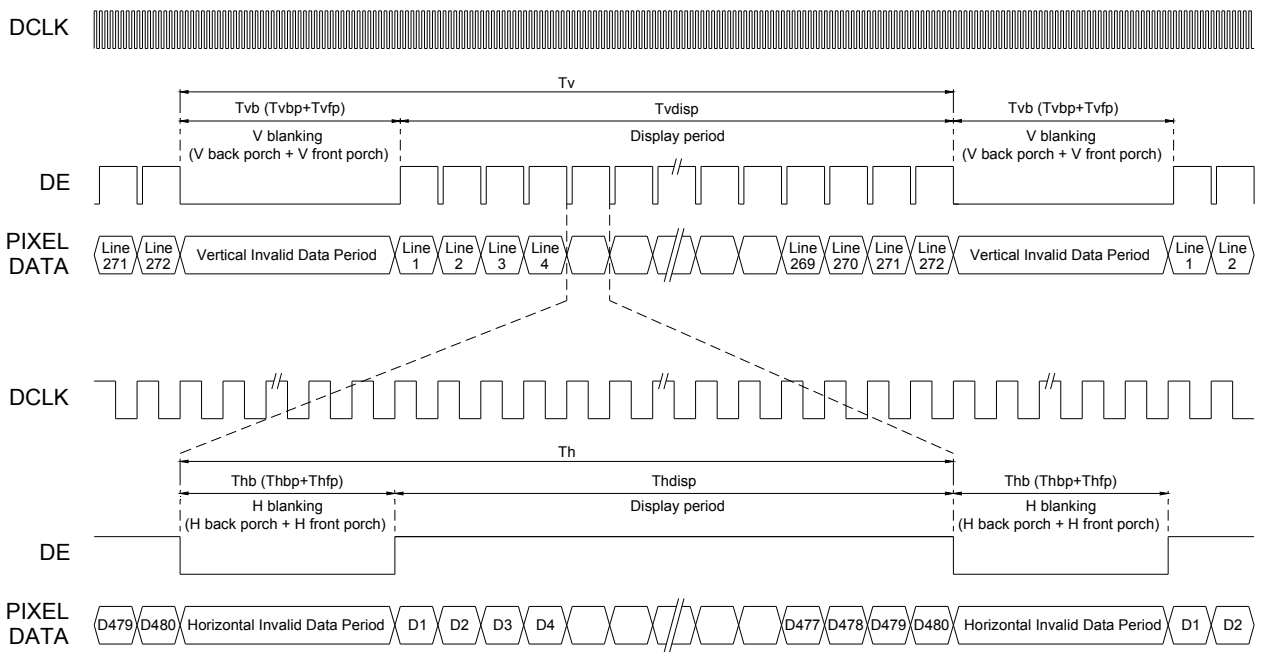 DCLK
Tv
Tvb (Tvbp+Tvfp)
Tvdisp
Tvb (Tvbp+Tvfp)
V blanking
(V back porch + V front porch)
Display period
V blanking
(V back porch + V front porch)
DE
PIXEL
DATA
Line
271
Line
272
Vertical Invalid Data Period
Line
1
Line
2
Line
3
Line
4
Line
269
Line
270
Line
271
Line
272
Vertical Invalid Data Period
Line
1
Line
2
DCLK
Th
Thb (Thbp+Thfp)
Thdisp
Thb (Thbp+Thfp)
H blanking
(H back porch + H front porch)
Display period
H blanking
(H back porch + H front porch)
DE
PIXEL
DATA
D479
D480
Horizontal Invalid Data Period
D1
D2
D3
D4
D477
D478
D479
D480
Horizontal Invalid Data Period
D1
D2